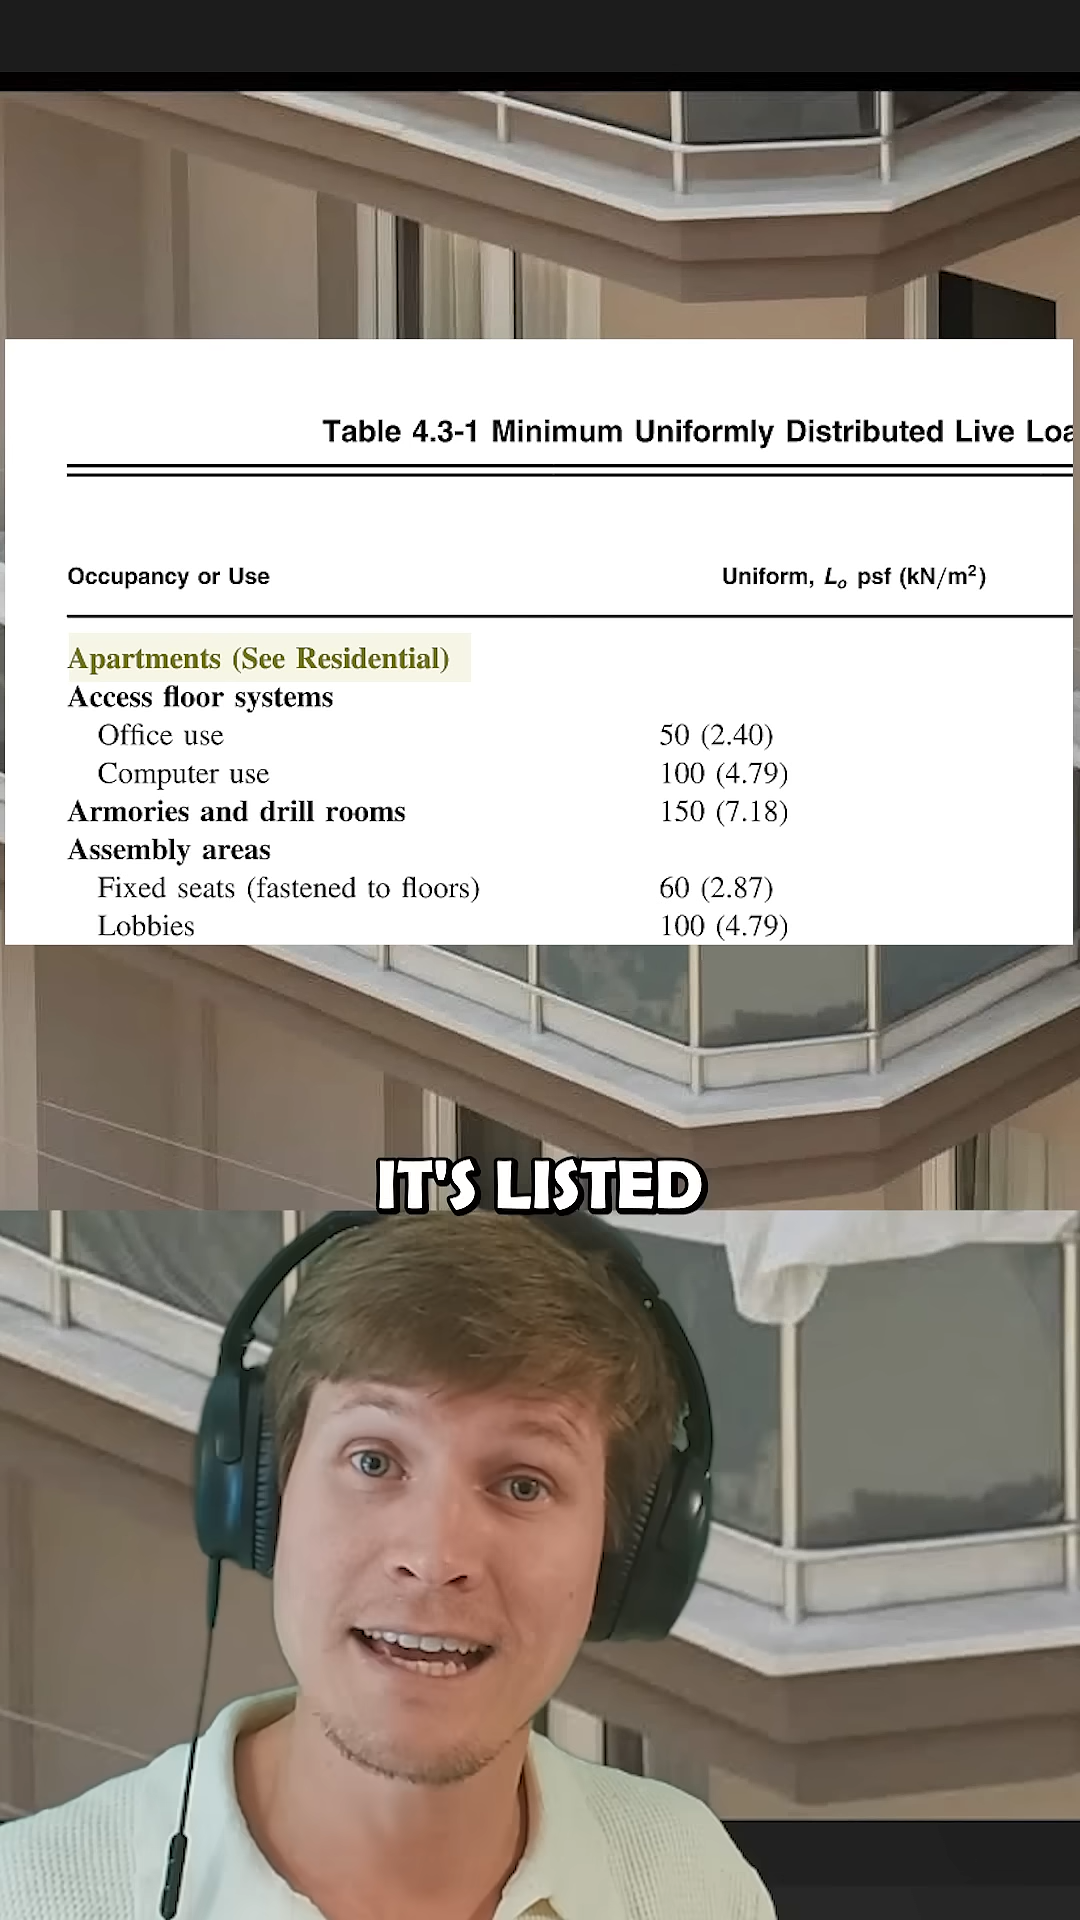 Table 4.3-1 Minimum Uniformly Distributed Live Loa
Occupancy or Use Uniform, Lo psf (kN/m²)
Apartments (See Residential)
Access floor systems
Office use 50 (2.40)
Computer use 100 (4.79)
Armories and drill rooms 150 (7.18)
Assembly areas
Fixed seats (fastened to floors) 60 (2.87)
Lobbies 100 (4.79)
IT'S LISTED